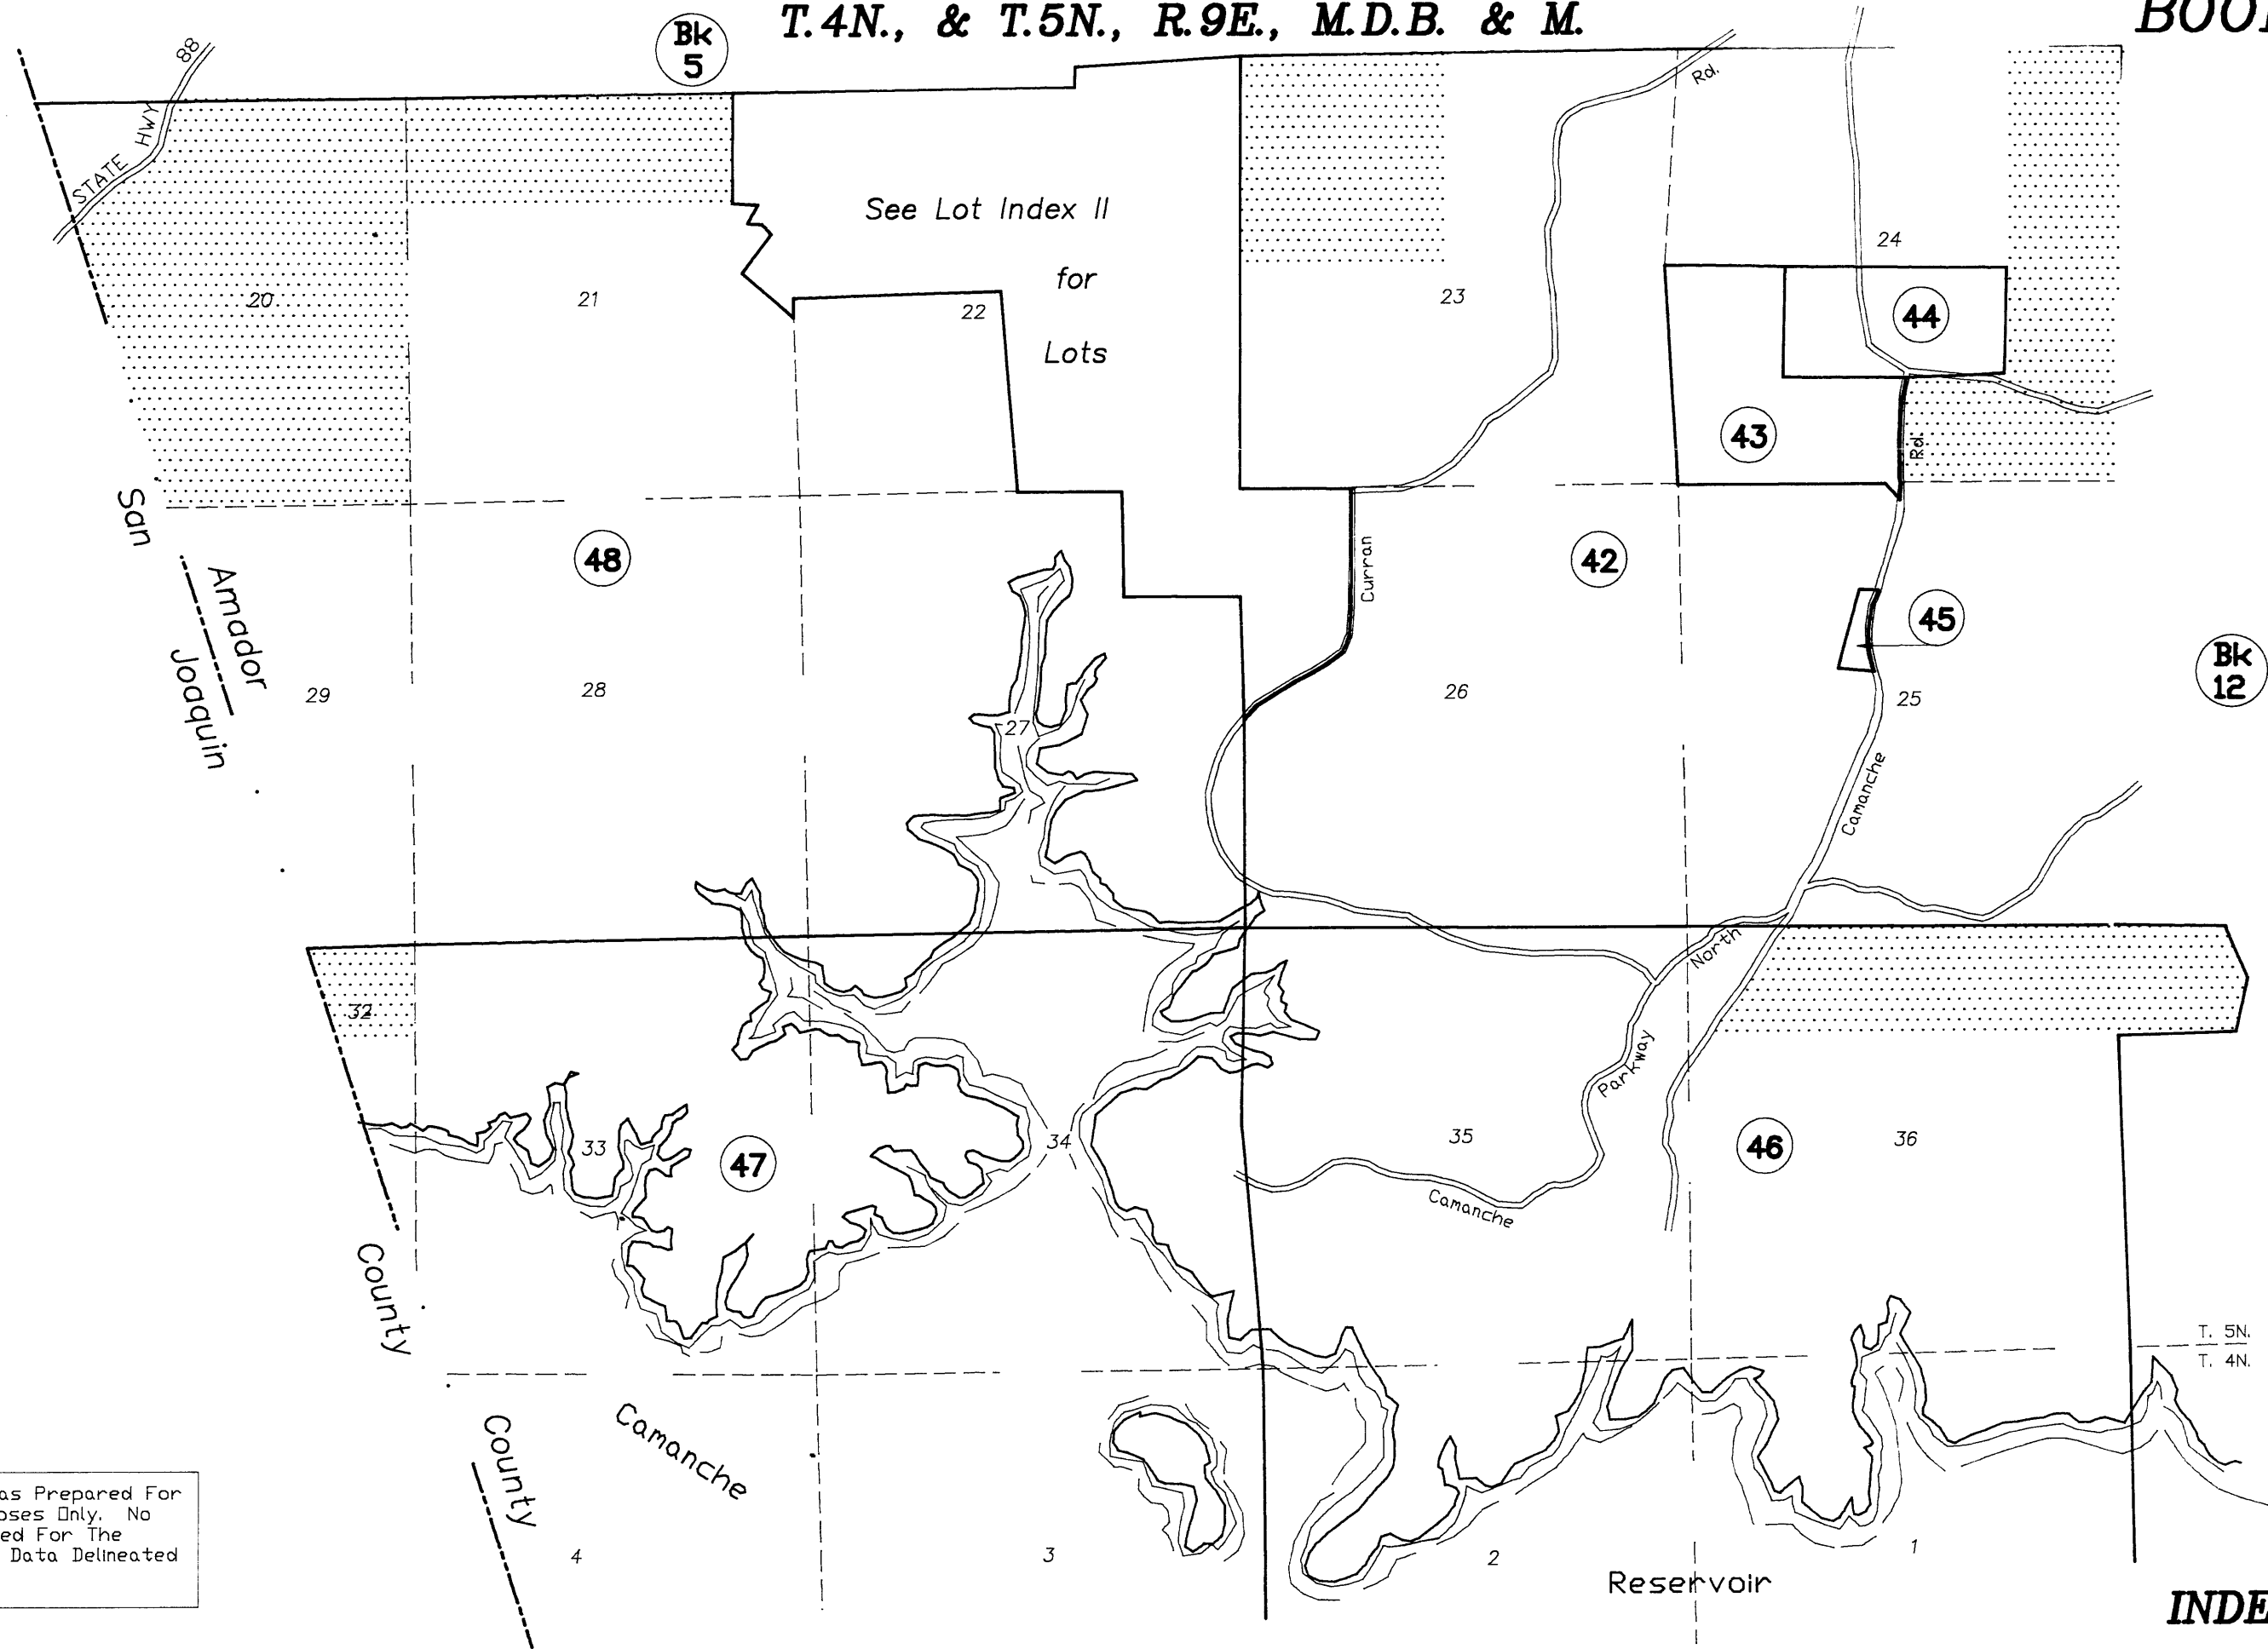 T.4N., & T.5N., R.9E., M.D.B. & M.
Bk
5
STATE HWY 88
See Lot Index II
for
Lots
Rd.
20
21
22
23
24
44
43
Rd.
San
Joaquin
County
Amador
County
48
42
45
Bk
12
Curran
29
28
27
26
25
Camanche
North
Camanche
Parkway
32
33
47
34
35
46
36
T. 5N.
T. 4N.
Camanche
Reservoir
4
3
2
1
as Prepared For
oses Only. No
ed For The
Data Delineated